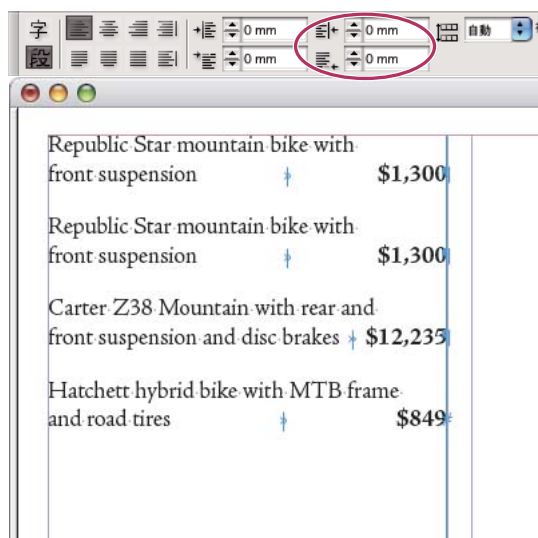 字 0 mm 0 mm 自動
段 0 mm 0 mm
Republic Star mountain bike with
front suspension $1,300
Republic Star mountain bike with
front suspension $1,300
Carter Z38 Mountain with rear and
front suspension and disc brakes $12,235
Hatchett hybrid bike with MTB frame
and road tires $849